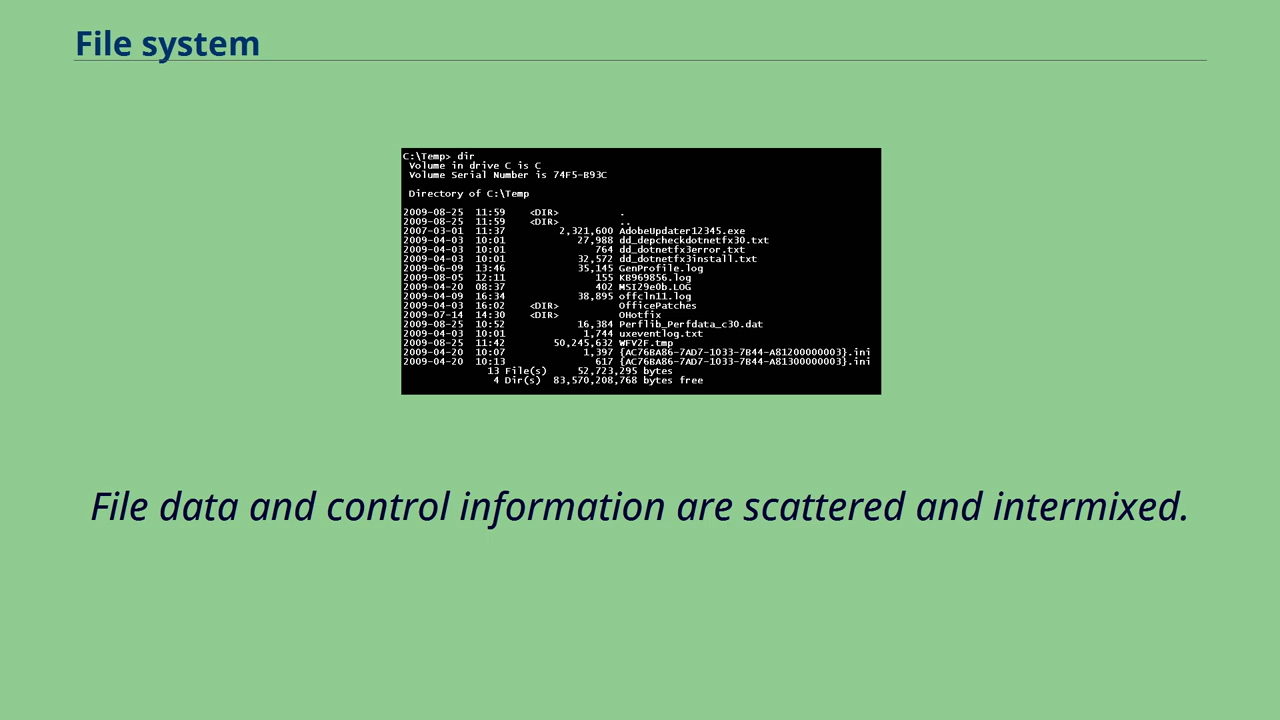 File system
C:\Temp> dir
Volume in drive C is C
Volume Serial Number is 74F5-B93C
Directory of C:\Temp
2009-08-25 11:59 <DIR> .
2009-08-25 11:59 <DIR> ..
2007-03-01 11:37 2,321,600 AdobeUpdater12345.exe
2009-04-03 10:01 27,988 dd_depcheckdotnetfx30.txt
2009-04-03 10:01 764 dd_dotnetfx3error.txt
2009-04-03 10:01 32,572 dd_dotnetfx3install.txt
2009-06-09 13:46 35,145 GenProfile.log
2009-08-05 12:11 155 KB969856.log
2009-04-20 08:37 402 MSI29e0b.LOG
2009-04-09 16:34 38,895 offcln11.log
2009-04-03 16:02 <DIR> OfficePatches
2009-07-14 14:30 <DIR> OHotfix
2009-08-25 10:52 16,384 Perflib_Perfdata_c30.dat
2009-04-03 10:01 1,744 uxeventlog.txt
2009-08-25 11:42 50,245,632 WFV2F.tmp
2009-04-20 10:07 1,397 {AC76BA86-7AD7-1033-7B44-A81200000003}.ini
2009-04-20 10:13 617 {AC76BA86-7AD7-1033-7B44-A81300000003}.ini
13 File(s) 52,723,295 bytes
4 Dir(s) 83,570,208,768 bytes free
File data and control information are scattered and intermixed.